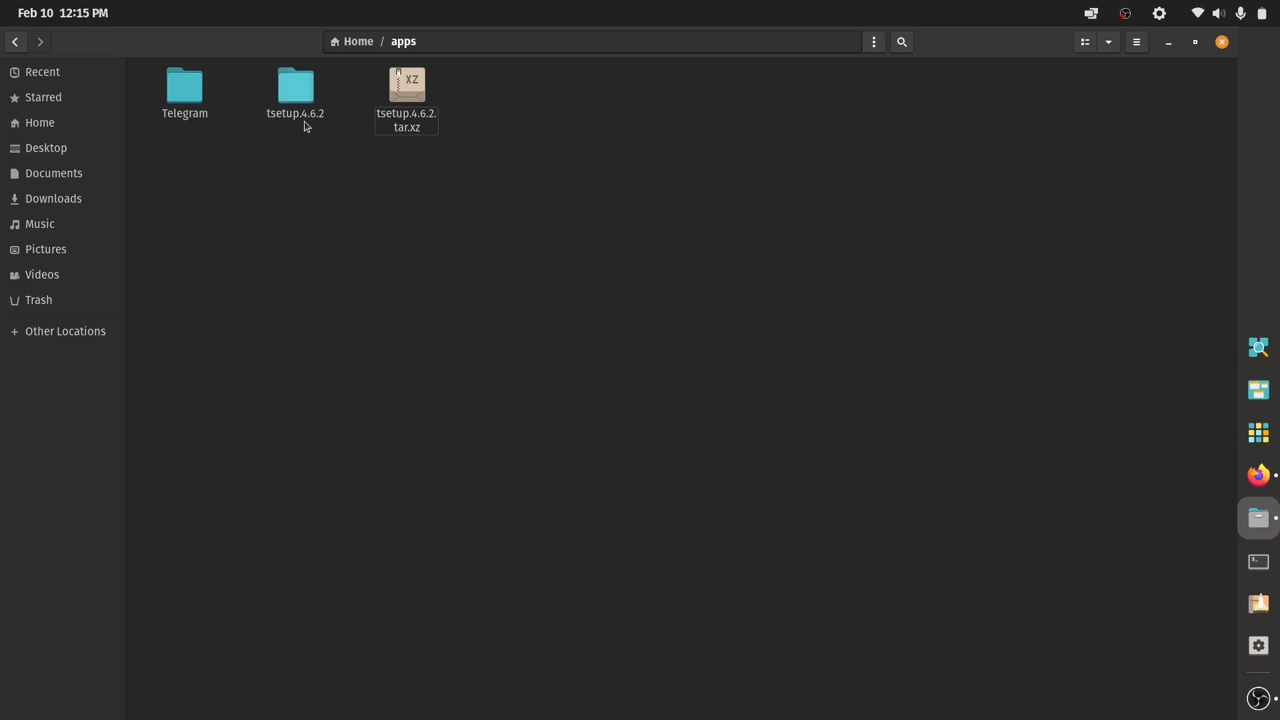 Feb 10 12:15 PM
Home / apps
Recent
Starred
Home
Desktop
Documents
Downloads
Music
Pictures
Videos
Trash
+ Other Locations
Telegram
tsetup.4.6.2
XZ
tsetup.4.6.2.
tar.xz